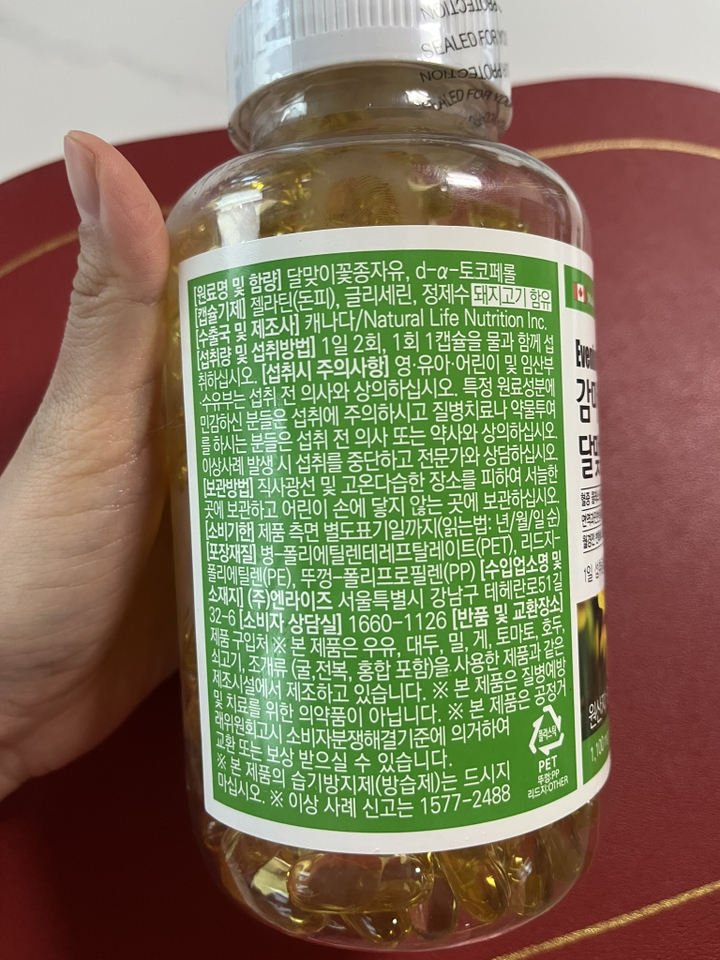 PROTECTION
SEALED FOR YOU
PROTECTION
SEALED FOR YOU
[원료명 및 함량] 달맞이꽃종자유, d-α-토코페롤
[캡슐기제] 젤라틴(돈피), 글리세린, 정제수 돼지고기 함유
[수출국 및 제조사] 캐나다/Natural Life Nutrition Inc.
[섭취량 및 섭취방법] 1일 2회, 1회 1캡슐을 물과 함께 섭
취하십시오. [섭취시 주의사항] 영·유아·어린이 및 임산부
수유부는 섭취 전 의사와 상의하십시오. 특정 원료성분에
민감하신 분들은 섭취에 주의하시고 질병치료나 약물투여
를 하시는 분들은 섭취 전 의사 또는 약사와 상의하십시오.
이상사례 발생 시 섭취를 중단하고 전문가와 상담하십시오.
[보관방법] 직사광선 및 고온다습한 장소를 피하여 서늘한
곳에 보관하고 어린이 손에 닿지 않는 곳에 보관하십시오.
[소비기한] 제품 측면 별도표기일까지(읽는법: 년/월/일 순)
[포장재질] 병-폴리에틸렌테레프탈레이트(PET), 리드지-
폴리에틸렌(PE), 뚜껑-폴리프로필렌(PP) [수입업소명 및
소재지] (주)엔라이즈 서울특별시 강남구 테헤란로51길
32-6 [소비자 상담실] 1660-1126 [반품 및 교환장소]
제품 구입처 ※ 본 제품은 우유, 대두, 밀, 게, 토마토, 호두,
쇠고기, 조개류 (굴, 전복, 홍합 포함)을 사용한 제품과 같은
제조시설에서 제조하고 있습니다. ※ 본 제품은 질병예방
및 치료를 위한 의약품이 아닙니다. ※ 본 제품은 공정거
래위원회고시 소비자분쟁해결기준에 의거하여
교환 또는 보상 받으실 수 있습니다.
※ 본 제품의 습기방지제(방습제)는 드시지
마십시오. ※ 이상 사례 신고는 1577-2488
플라스틱
PET
뚜껑:PP
리드지:OTHER
1일